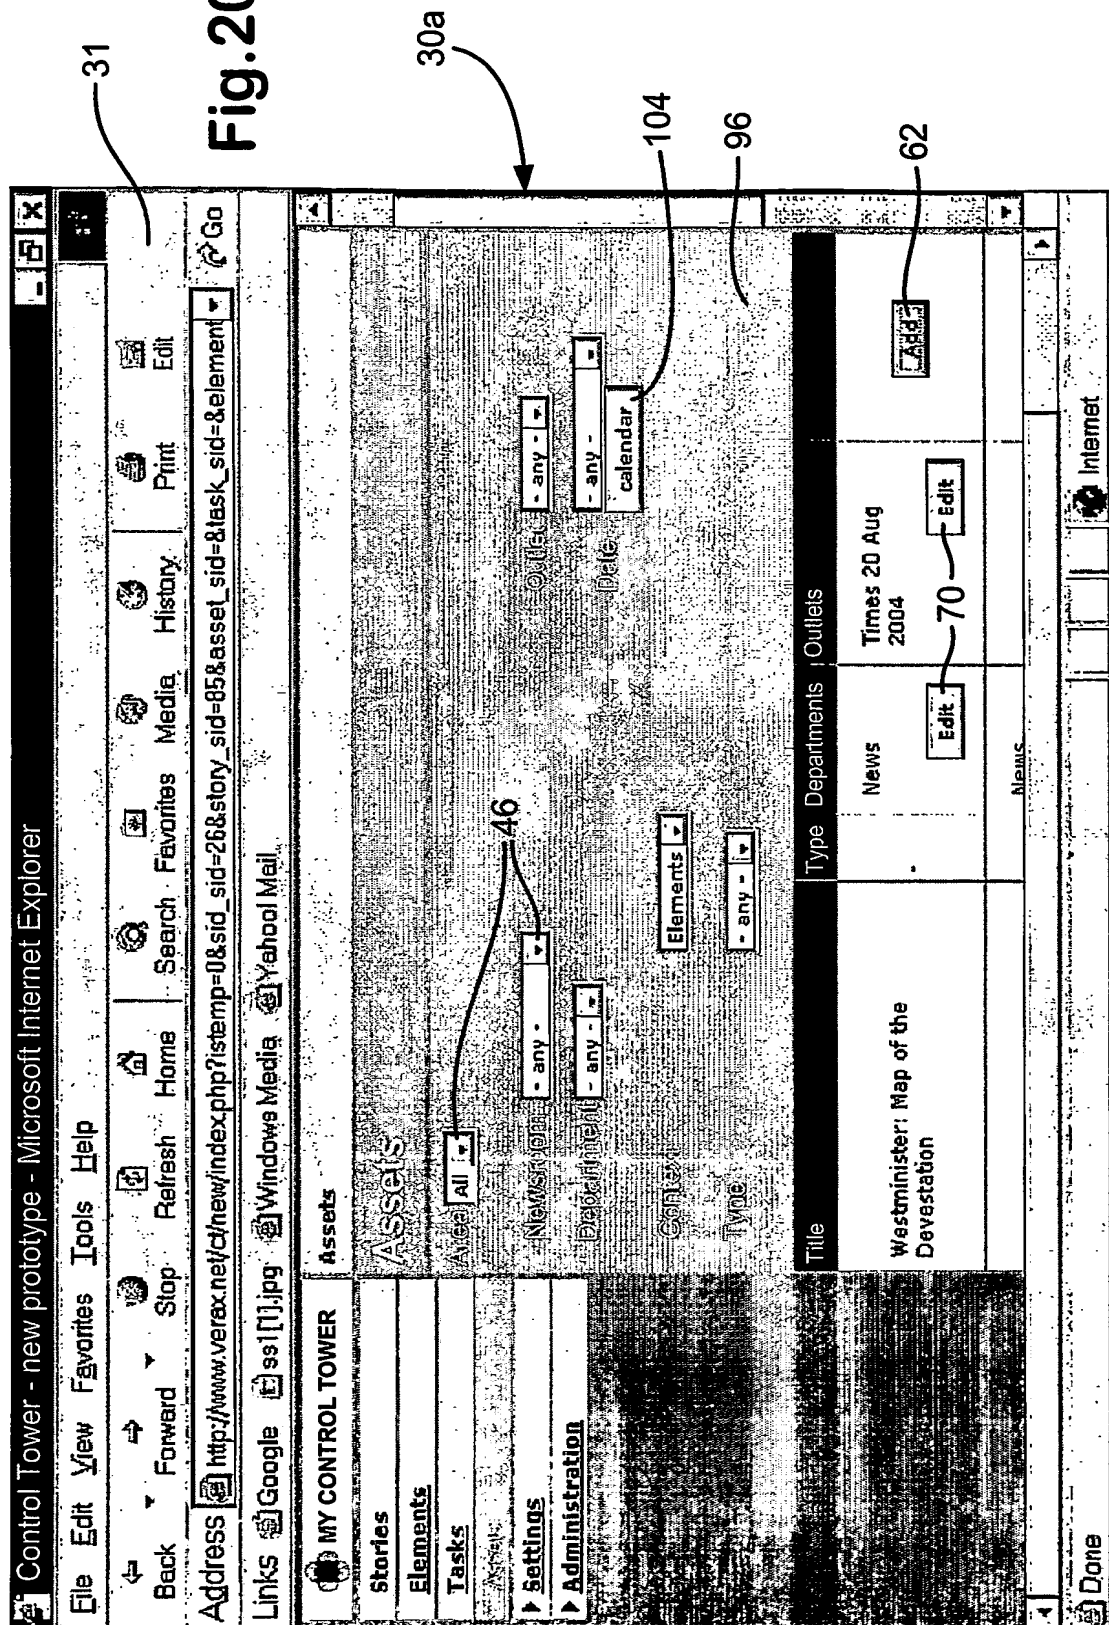 Control Tower - new prototype - Microsoft Internet Explorer
File Edit View Favorites Tools Help
Back Forward Stop Refresh Home Search Favorites Media History Print Edit
31
Address http://www.verax.net/ct/new/index.php?istemp=0&sid_sid=26&story_sid=85&asset_sid=&task_sid=&element Go
Fig.20
Links Google ss1[1].jpg Windows Media Yahoo! Mail
MY CONTROL TOWER
Stories
Elements
Tasks
Assets
Settings
Administration
Assets
Assets
Area All
46
30a
Newsroom - any - Outlet - any -
Department - any - Date - any -
calendar
104
Elements
Type - any -
96
Title Type Departments Outlets
Westminister: Map of the Devastation
News
Edit
Times 20 Aug 2004
Edit
70
Add
62
News
Done Internet